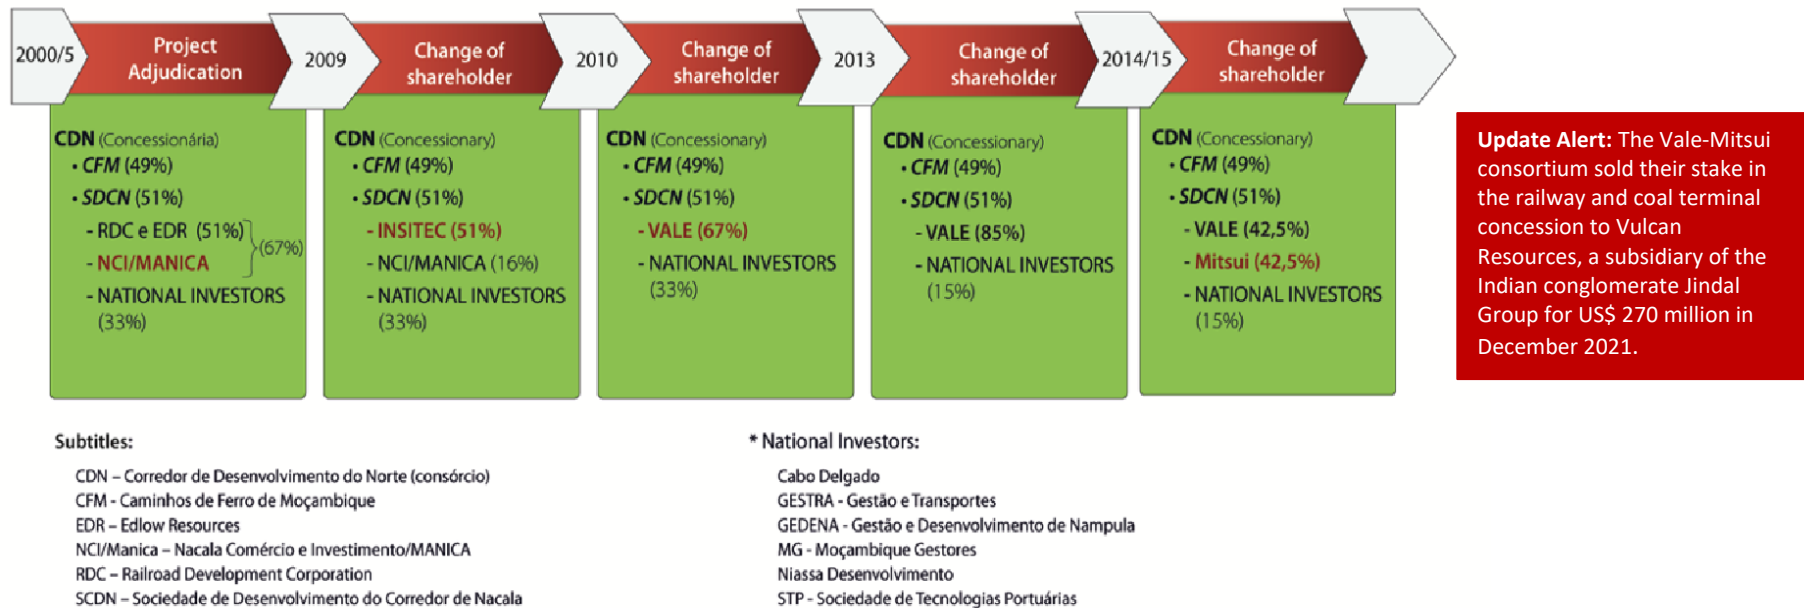 2000/5
Project
Adjudication
2009
Change of
shareholder
2010
Change of
shareholder
2013
Change of
shareholder
2014/15
Change of
shareholder
CDN (Concessionária)
• CFM (49%)
• SDCN (51%)
- RDC e EDR (51%)
(67%)
- NCI/MANICA
- NATIONAL INVESTORS
(33%)
CDN (Concessionary)
• CFM (49%)
• SDCN (51%)
- INSITEC (51%)
- NCI/MANICA (16%)
- NATIONAL INVESTORS
(33%)
CDN (Concessionary)
• CFM (49%)
• SDCN (51%)
- VALE (67%)
- NATIONAL INVESTORS
(33%)
CDN (Concessionary)
• CFM (49%)
• SDCN (51%)
- VALE (85%)
- NATIONAL INVESTORS
(15%)
CDN (Concessionary)
* CFM (49%)
• SDCN (51%)
- VALE (42,5%)
- Mitsui (42,5%)
- NATIONAL INVESTORS
(15%)
Update Alert: The Vale-Mitsui
consortium sold their stake in
the railway and coal terminal
concession to Vulcan
Resources, a subsidiary of the
Indian conglomerate Jindal
Group for US$ 270 million in
December 2021.
Subtitles:
CDN – Corredor de Desenvolvimento do Norte (consórcio)
CFM - Caminhos de Ferro de Moçambique
EDR – Edlow Resources
NCI/Manica – Nacala Comércio e Investimento/MANICA
RDC – Railroad Development Corporation
SCDN – Sociedade de Desenvolvimento do Corredor de Nacala
* National Investors:
Cabo Delgado
GESTRA - Gestão e Transportes
GEDENA - Gestão e Desenvolvimento de Nampula
MG - Moçambique Gestores
Niassa Desenvolvimento
STP - Sociedade de Tecnologias Portuárias